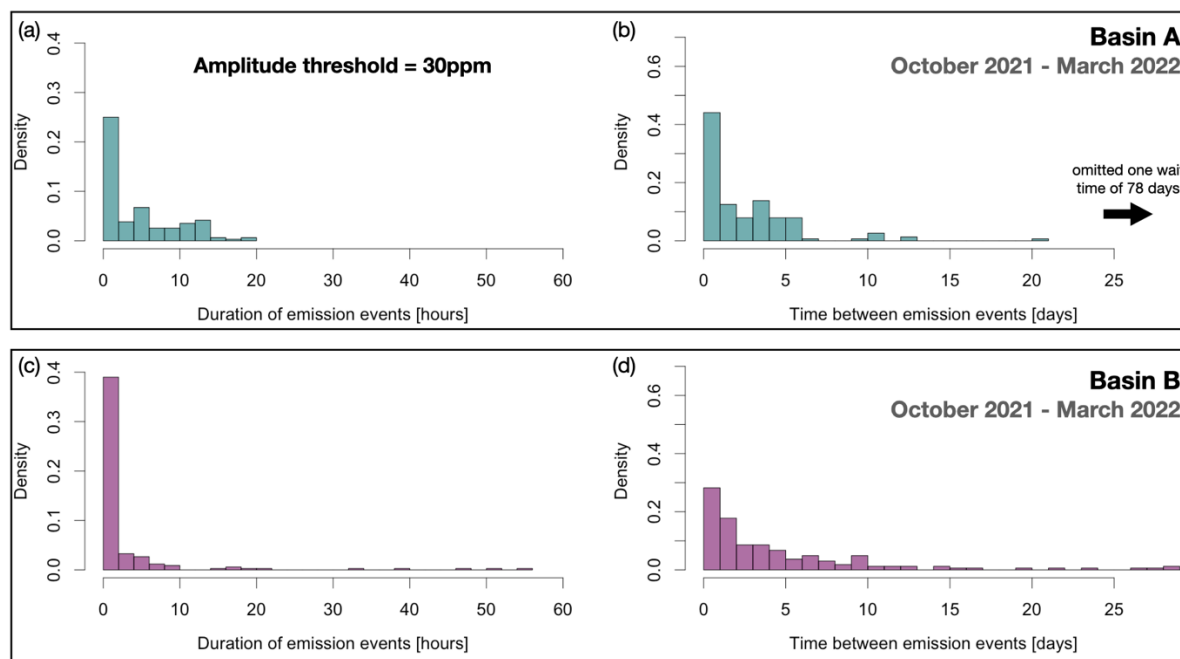 (a)
Amplitude threshold = 30ppm
Density
0.0 0.1 0.2 0.3 0.4
0 10 20 30 40 50 60
Duration of emission events [hours]
(b)
Basin A
October 2021 - March 2022
omitted one wait
time of 78 days
Density
0.0 0.2 0.4 0.6
0 5 10 15 20 25
Time between emission events [days]
(c)
Density
0.0 0.1 0.2 0.3 0.4
0 10 20 30 40 50 60
Duration of emission events [hours]
(d)
Basin B
October 2021 - March 2022
Density
0.0 0.2 0.4 0.6
0 5 10 15 20 25
Time between emission events [days]